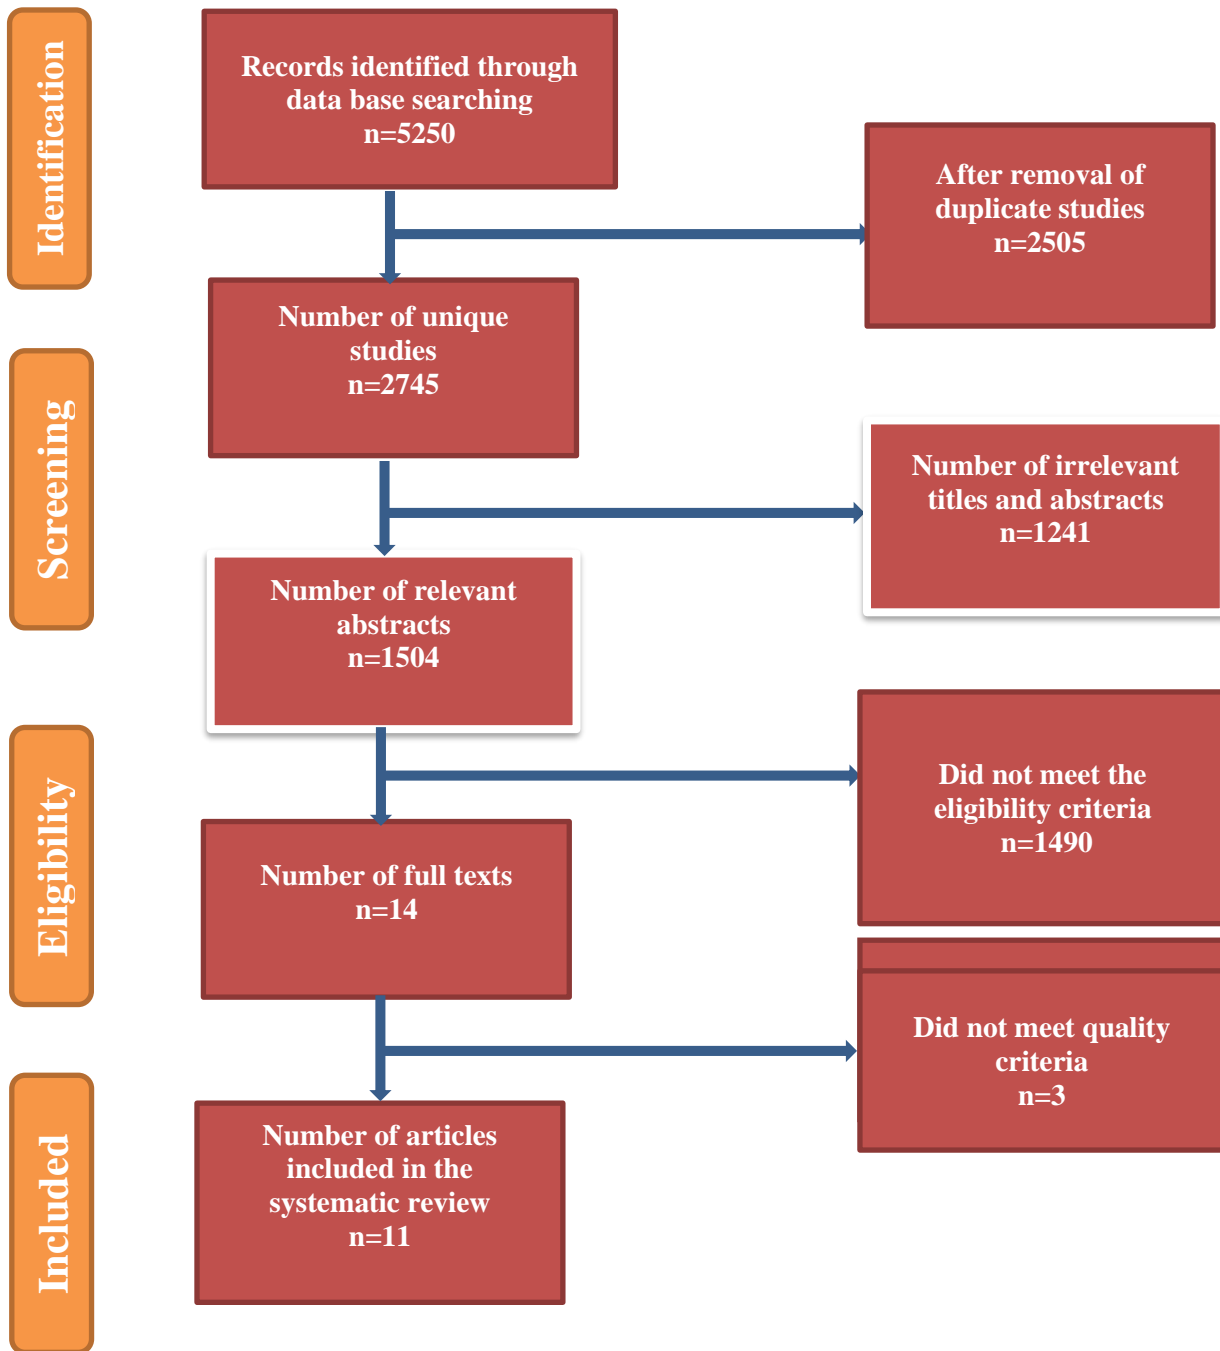 Identification
Records identified through
data base searching
n=5250
After removal of
duplicate studies
n=2505
Number of unique
studies
n=2745
Screening
Number of irrelevant
titles and abstracts
n=1241
Number of relevant
abstracts
n=1504
Eligibility
Did not meet the
eligibility criteria
n=1490
Number of full texts
n=14
Did not meet quality
criteria
n=3
Included
Number of articles
included in the
systematic review
n=11